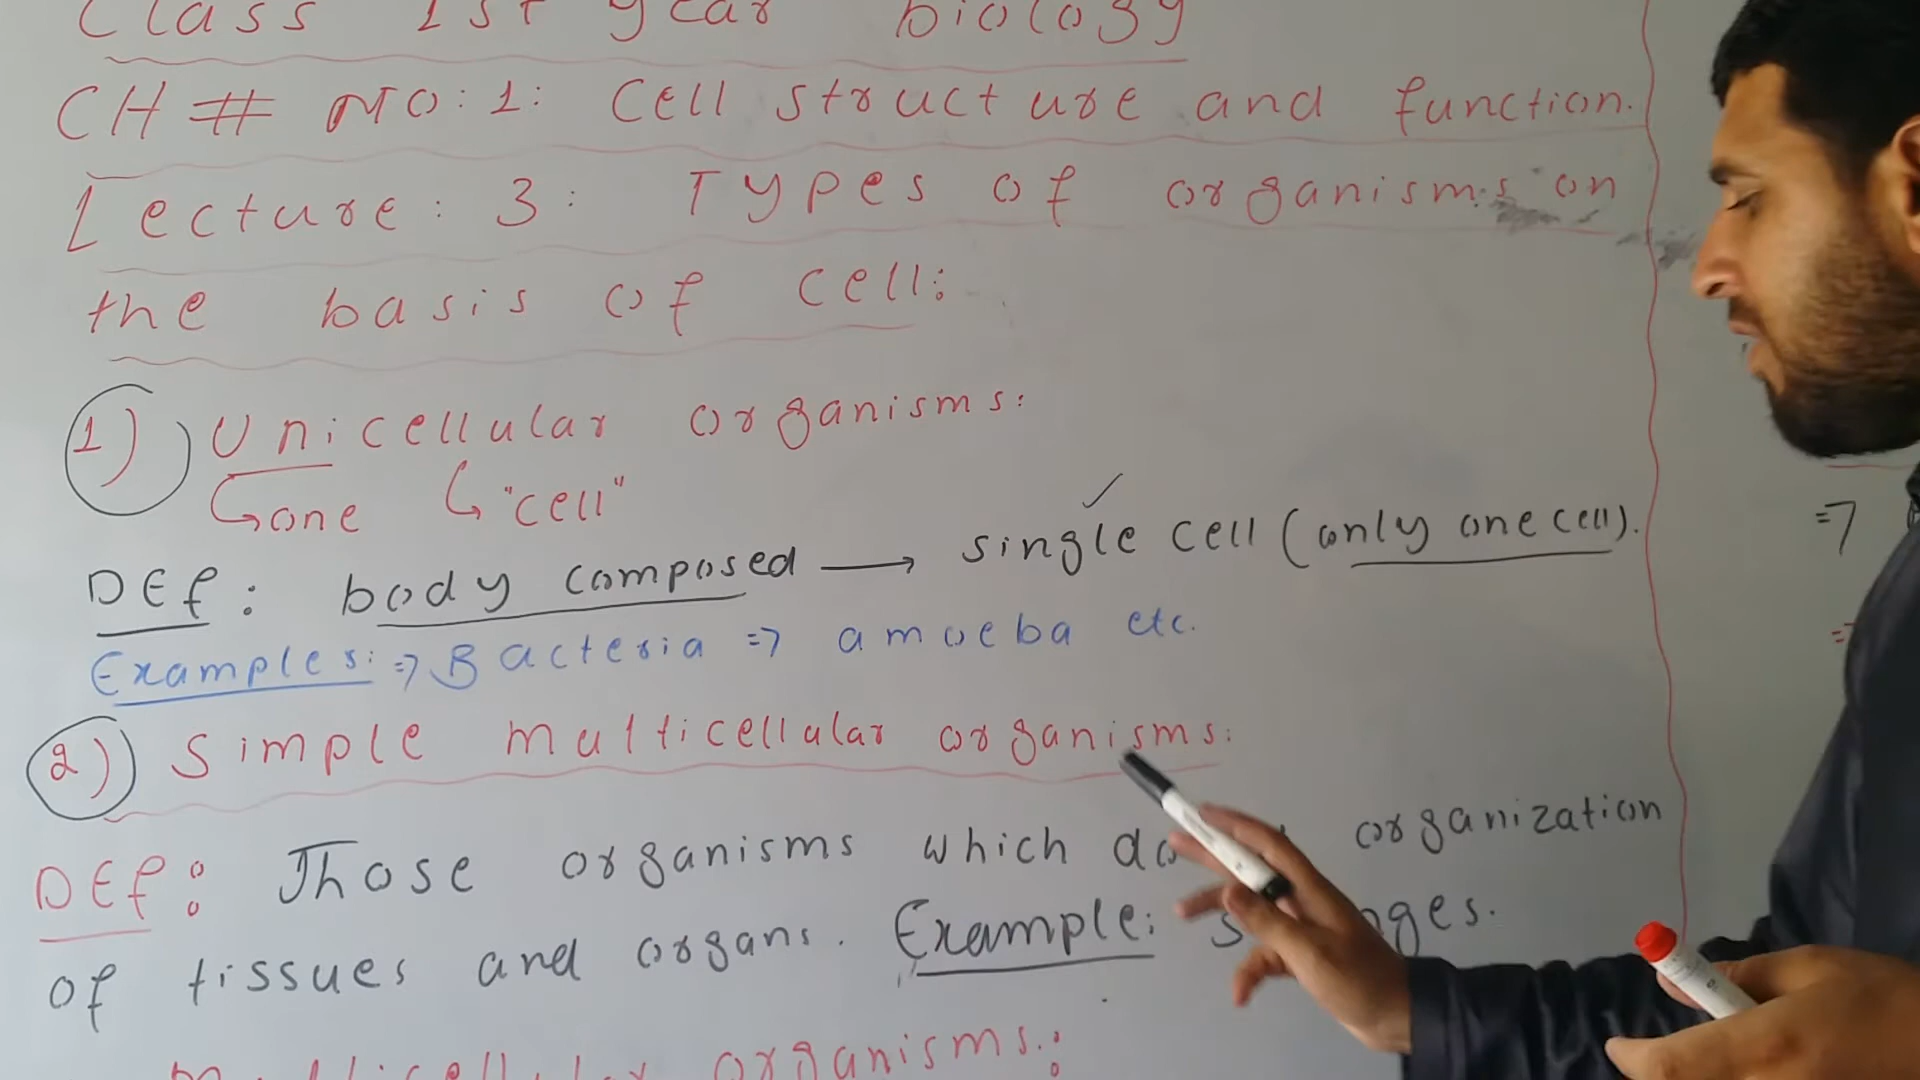 Class 1st year biology
CH # NO:1: Cell structure and function.
Lecture: 3: Types of organisms on
the basis of cell:
1) Unicellular organisms:
↳one ↳ "cell"
DEf: body composed → single cell (only one cell).
Examples: => Bacteria => amoeba etc.
2) Simple multicellular organisms:
DEf: Those organisms which organization
of tissues and organs. Example:
organisms:
=>